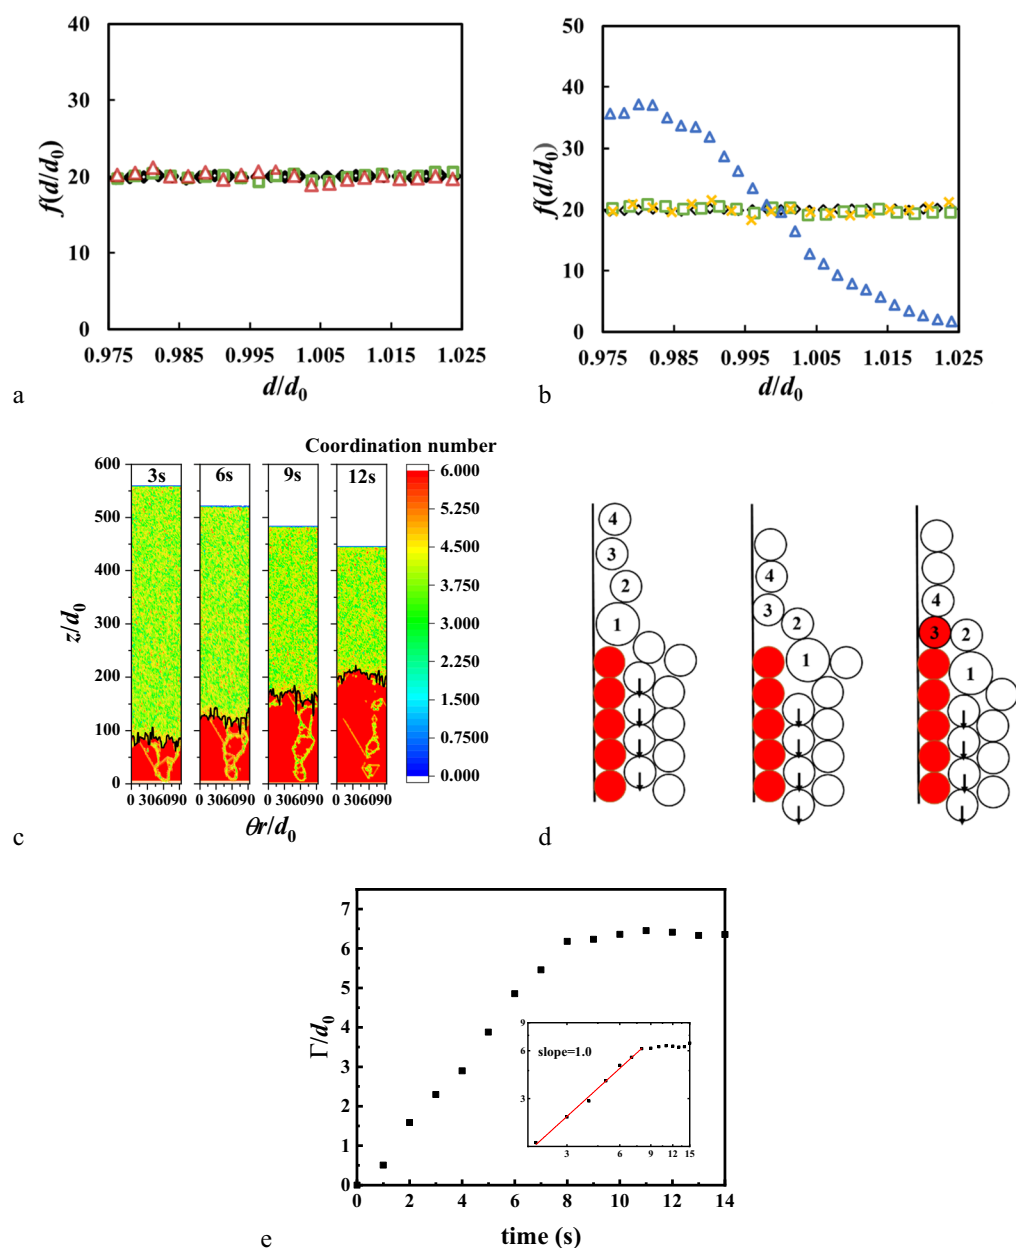 40
30
20
10
0
f(d/d0)
0.975 0.985 0.995 1.005 1.015 1.025
d/d0
a
50
40
30
20
10
0
f(d/d0)
0.975 0.985 0.995 1.005 1.015 1.025
d/d0
b
Coordination number
600
500
400
300
200
100
0
z/d0
3s 6s 9s 12s
0 306090 0 306090 0 306090 0 306090
θr/d0
6.000
5.250
4.500
3.750
3.000
2.250
1.500
0.7500
0.000
c
4
3
2
1
4
3
2
1
4
3
2
1
d
7
6
5
4
3
2
1
0
Γ/d0
0 2 4 6 8 10 12 14
time (s)
9
6
3
slope=1.0
3 6 9 12 15
e